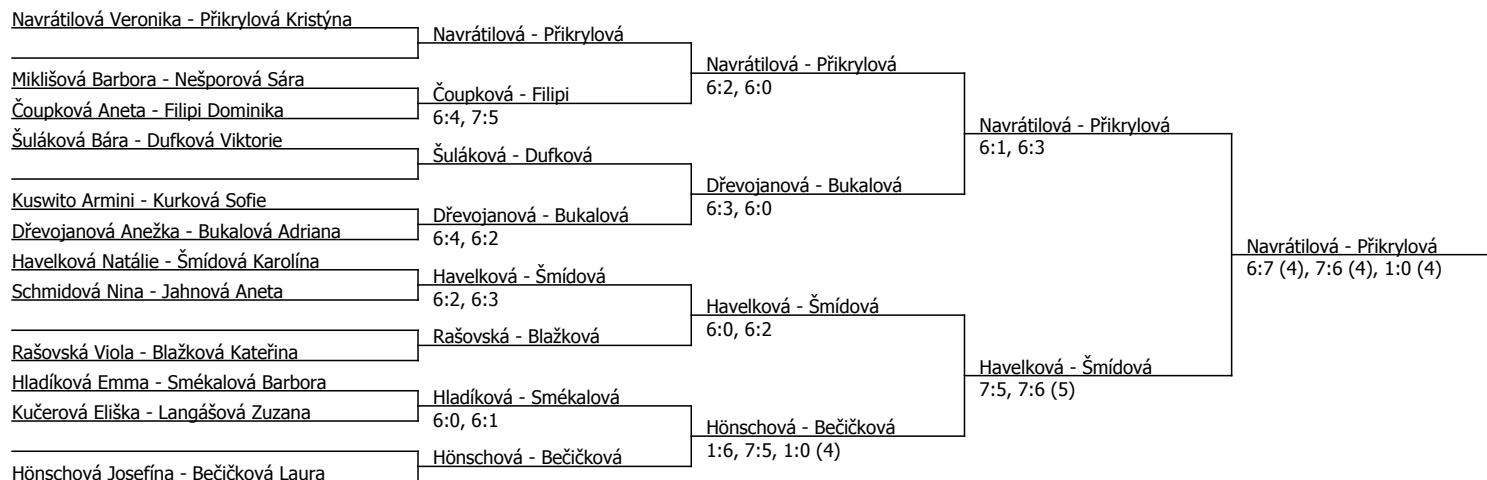 Navrátilová Veronika - Přikrylová Kristýna
Miklišová Barbora - Nešporová Sára
Čoupková Aneta - Filipi Dominika
Šuláková Bára - Dufková Viktorie
Kuswito Armini - Kurková Sofie
Dřevojanová Anežka - Bukalová Adriana
Havelková Natálie - Šmídová Karolína
Schmidová Nina - Jahnová Aneta
Rašovská Viola - Blažková Kateřina
Hladíková Emma - Smékalová Barbora
Kučerová Eliška - Langášová Zuzana
Hönschová Josefína - Bečičková Laura
Navrátilová - Přikrylová
Čoupková - Filipi
6:4, 7:5
Šuláková - Dufková
Dřevojanová - Bukalová
6:4, 6:2
Havelková - Šmídová
6:2, 6:3
Rašovská - Blažková
Hladíková - Smékalová
6:0, 6:1
Hönschová - Bečičková
Navrátilová - Přikrylová
6:2, 6:0
Dřevojanová - Bukalová
6:3, 6:0
Havelková - Šmídová
6:0, 6:2
Hönschová - Bečičková
1:6, 7:5, 1:0 (4)
Navrátilová - Přikrylová
6:1, 6:3
Havelková - Šmídová
7:5, 7:6 (5)
Navrátilová - Přikrylová
6:7 (4), 7:6 (4), 1:0 (4)